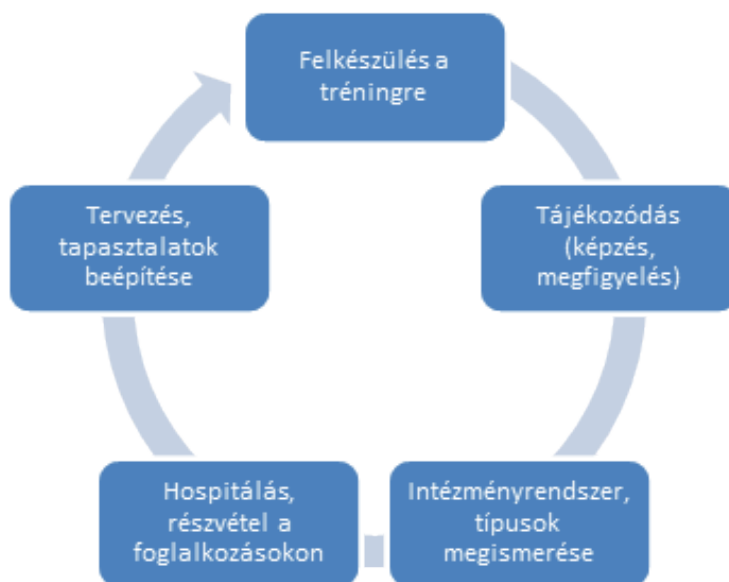 Felkészülés a
tréningre
Tájékozódás
(képzés,
megfigyelés)
Intézményrendszer,
típusok
megismerése
Hospitálás,
részvétel a
foglalkozásokon
Tervezés,
tapasztalatok
beépítése